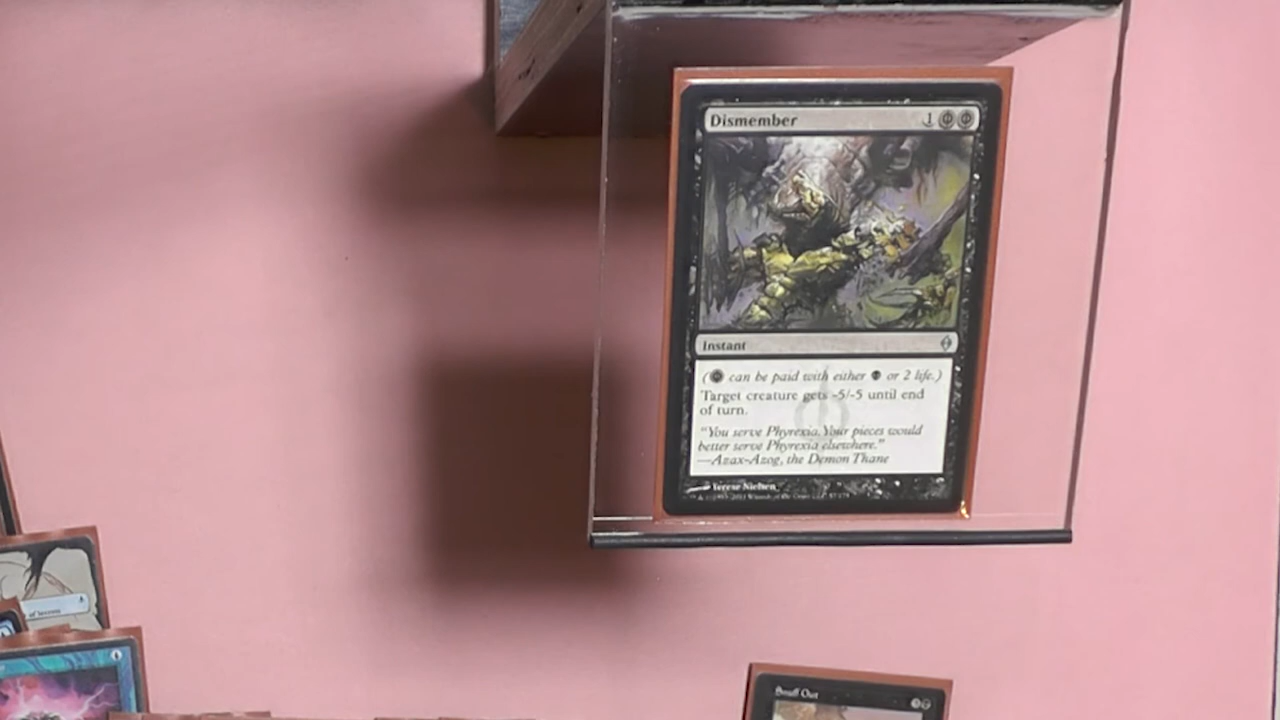 Dismember 1
Instant
( can be paid with either or 2 life.)
Target creature gets -5/-5 until end
of turn.
"You serve Phyrexia. Your pieces would
better serve Phyrexia elsewhere."
—Azax-Azog, the Demon Thane
Terese Nielsen
Snuff Out